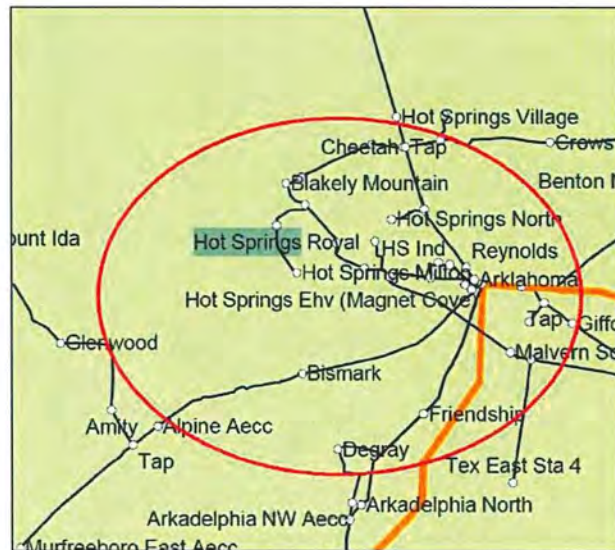 Hot Springs Village
Cheetah Tap
Crows
Blakely Mountain
Benton N
Hot Springs North
ount Ida
Hot Springs Royal
HS Ind
Reynolds
Hot Springs Milton
Arklahoma
Hot Springs Ehv (Magnet Cove)
Tap
Giffo
Glenwood
Malvern So
Bismark
Amity
Alpine Aecc
Friendship
Tap
Degray
Tex East Sta 4
Arkadelphia North
Arkadelphia NW Aecc
Murfreeboro East Aecc